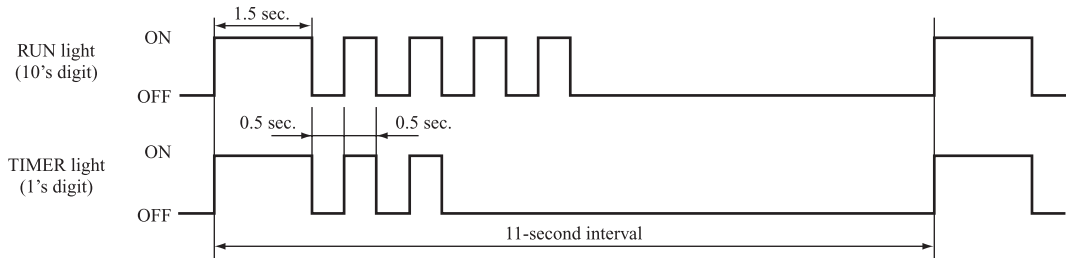 1.5 sec.
ON
RUN light
(10's digit)
OFF
0.5 sec.
0.5 sec.
ON
TIMER light
(1's digit)
OFF
11-second interval